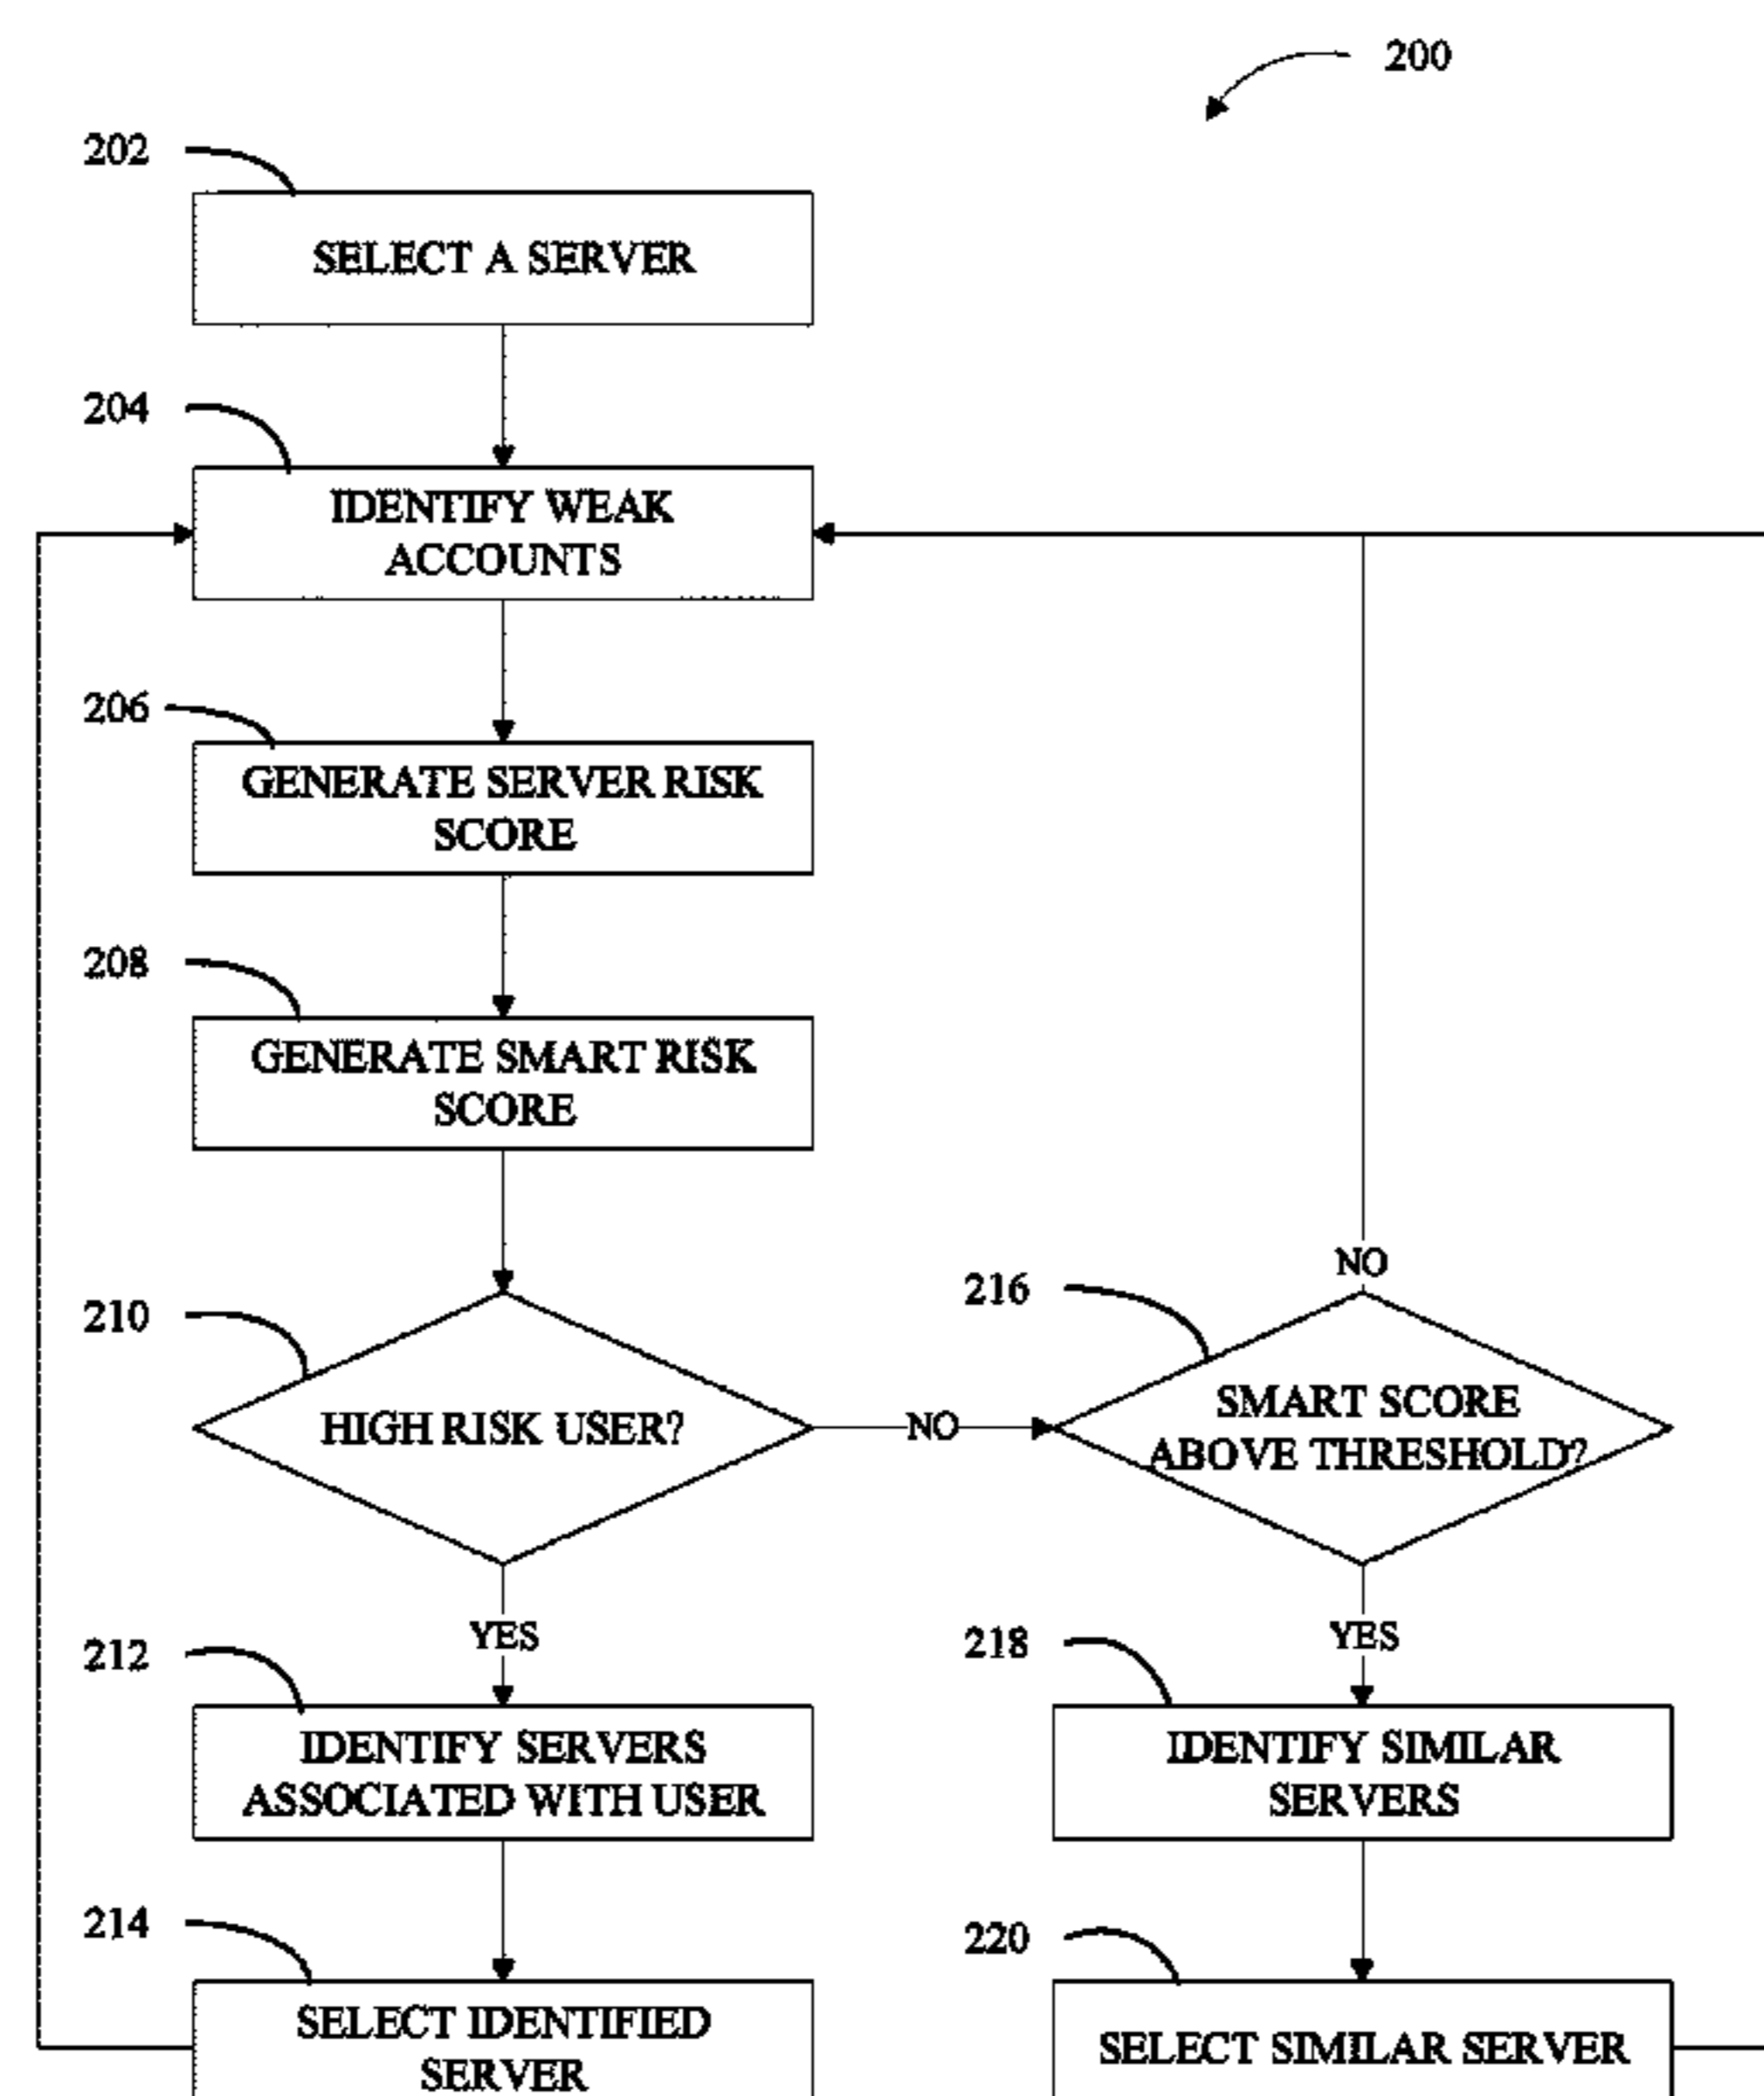 200
202
SELECT A SERVER
204
IDENTIFY WEAK
ACCOUNTS
206
GENERATE SERVER RISK
SCORE
208
GENERATE SMART RISK
SCORE
210
HIGH RISK USER?
NO
216
SMART SCORE
ABOVE THRESHOLD?
NO
YES
212
IDENTIFY SERVERS
ASSOCIATED WITH USER
214
SELECT IDENTIFIED
SERVER
YES
218
IDENTIFY SIMILAR
SERVERS
220
SELECT SIMILAR SERVER